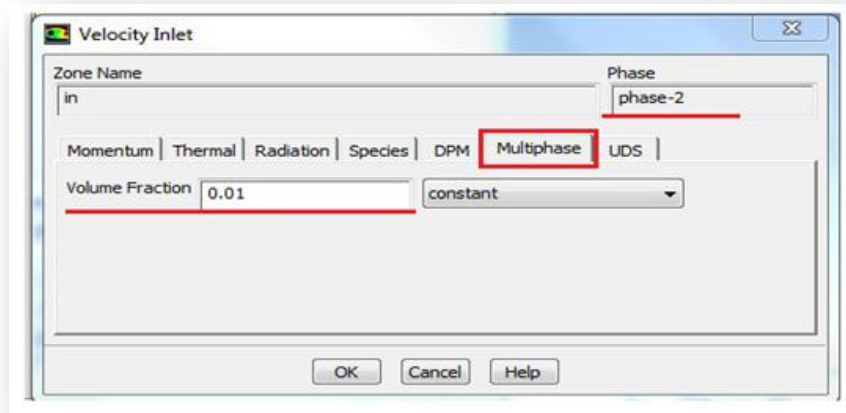 Velocity Inlet
Zone Name Phase
in phase-2
Momentum Thermal Radiation Species DPM Multiphase UDS
Volume Fraction 0.01 constant
OK Cancel Help